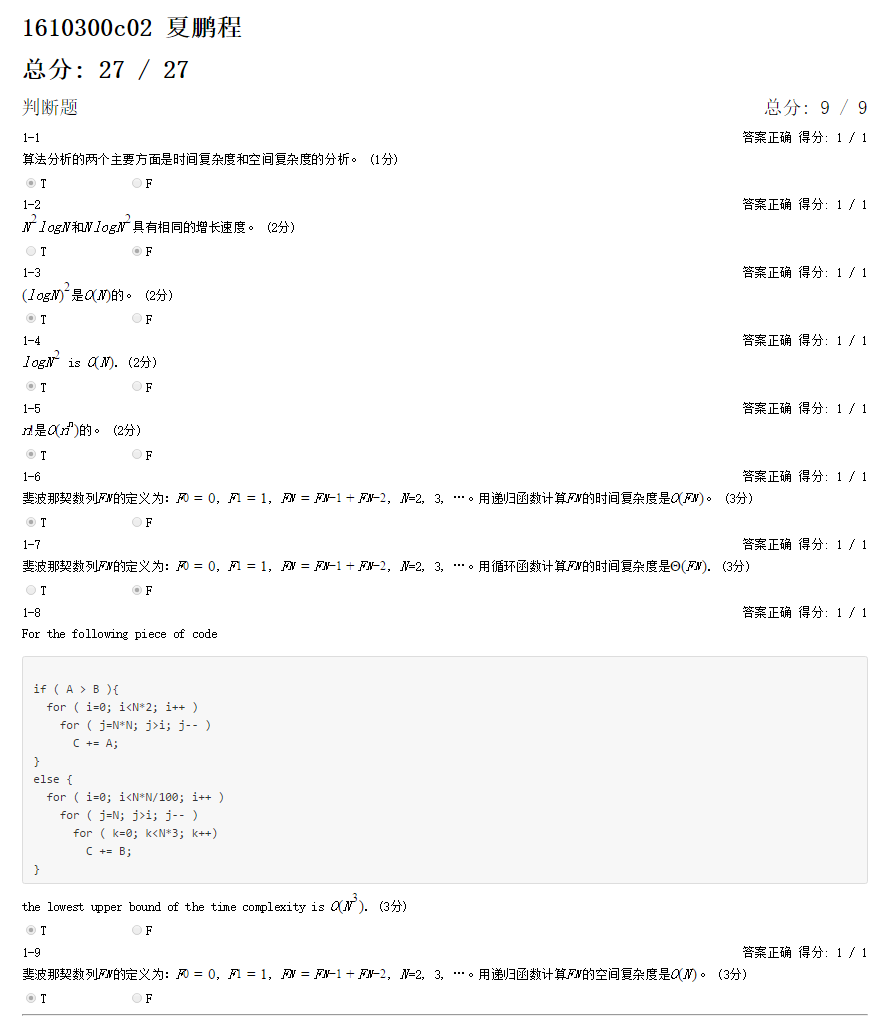 1610300c02 夏鹏程
总分: 27 / 27
判断题 总分: 9 / 9
1-1 答案正确 得分: 1 / 1
算法分析的两个主要方面是时间复杂度和空间复杂度的分析。 (1分)
T F
1-2 答案正确 得分: 1 / 1
N²logN和NlogN²具有相同的增长速度。 (2分)
T F
1-3 答案正确 得分: 1 / 1
(logN)²是O(N)的。 (2分)
T F
1-4 答案正确 得分: 1 / 1
logN² is O(N). (2分)
T F
1-5 答案正确 得分: 1 / 1
n!是O(nⁿ)的。 (2分)
T F
1-6 答案正确 得分: 1 / 1
斐波那契数列FN的定义为: F0 = 0, F1 = 1, FN = FN-1 + FN-2, N=2, 3, …。用递归函数计算FN的时间复杂度是O(FN)。 (3分)
T F
1-7 答案正确 得分: 1 / 1
斐波那契数列FN的定义为: F0 = 0, F1 = 1, FN = FN-1 + FN-2, N=2, 3, …。用循环函数计算FN的时间复杂度是Θ(FN). (3分)
T F
1-8 答案正确 得分: 1 / 1
For the following piece of code
if ( A > B ){
for ( i=0; i<N*2; i++ )
for ( j=N*N; j>i; j-- )
C += A;
}
else {
for ( i=0; i<N*N/100; i++ )
for ( j=N; j>i; j-- )
for ( k=0; k<N*3; k++)
C += B;
}
the lowest upper bound of the time complexity is O(N³). (3分)
T F
1-9 答案正确 得分: 1 / 1
斐波那契数列FN的定义为: F0 = 0, F1 = 1, FN = FN-1 + FN-2, N=2, 3, …。用递归函数计算FN的空间复杂度是O(N)。 (3分)
T F